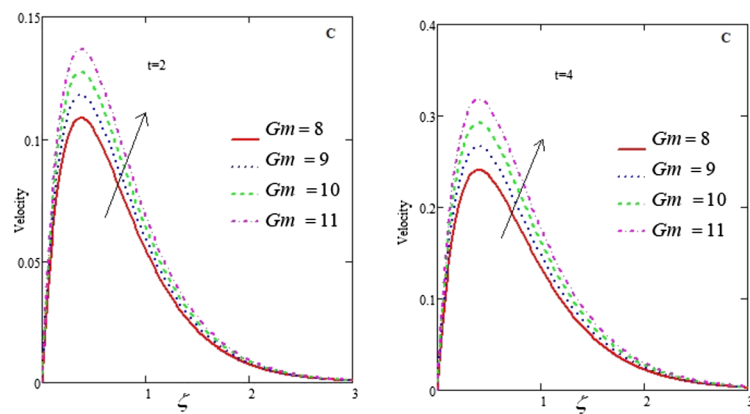 0.15
C
t=2
0.10
Gm = 8
Gm = 9
Gm = 10
Gm = 11
Velocity
0.05
0
1
2
3
ζ
0.4
C
t=4
0.3
Gm = 8
Gm = 9
Gm = 10
Gm = 11
0.2
Velocity
0.1
0
1
2
3
ζ